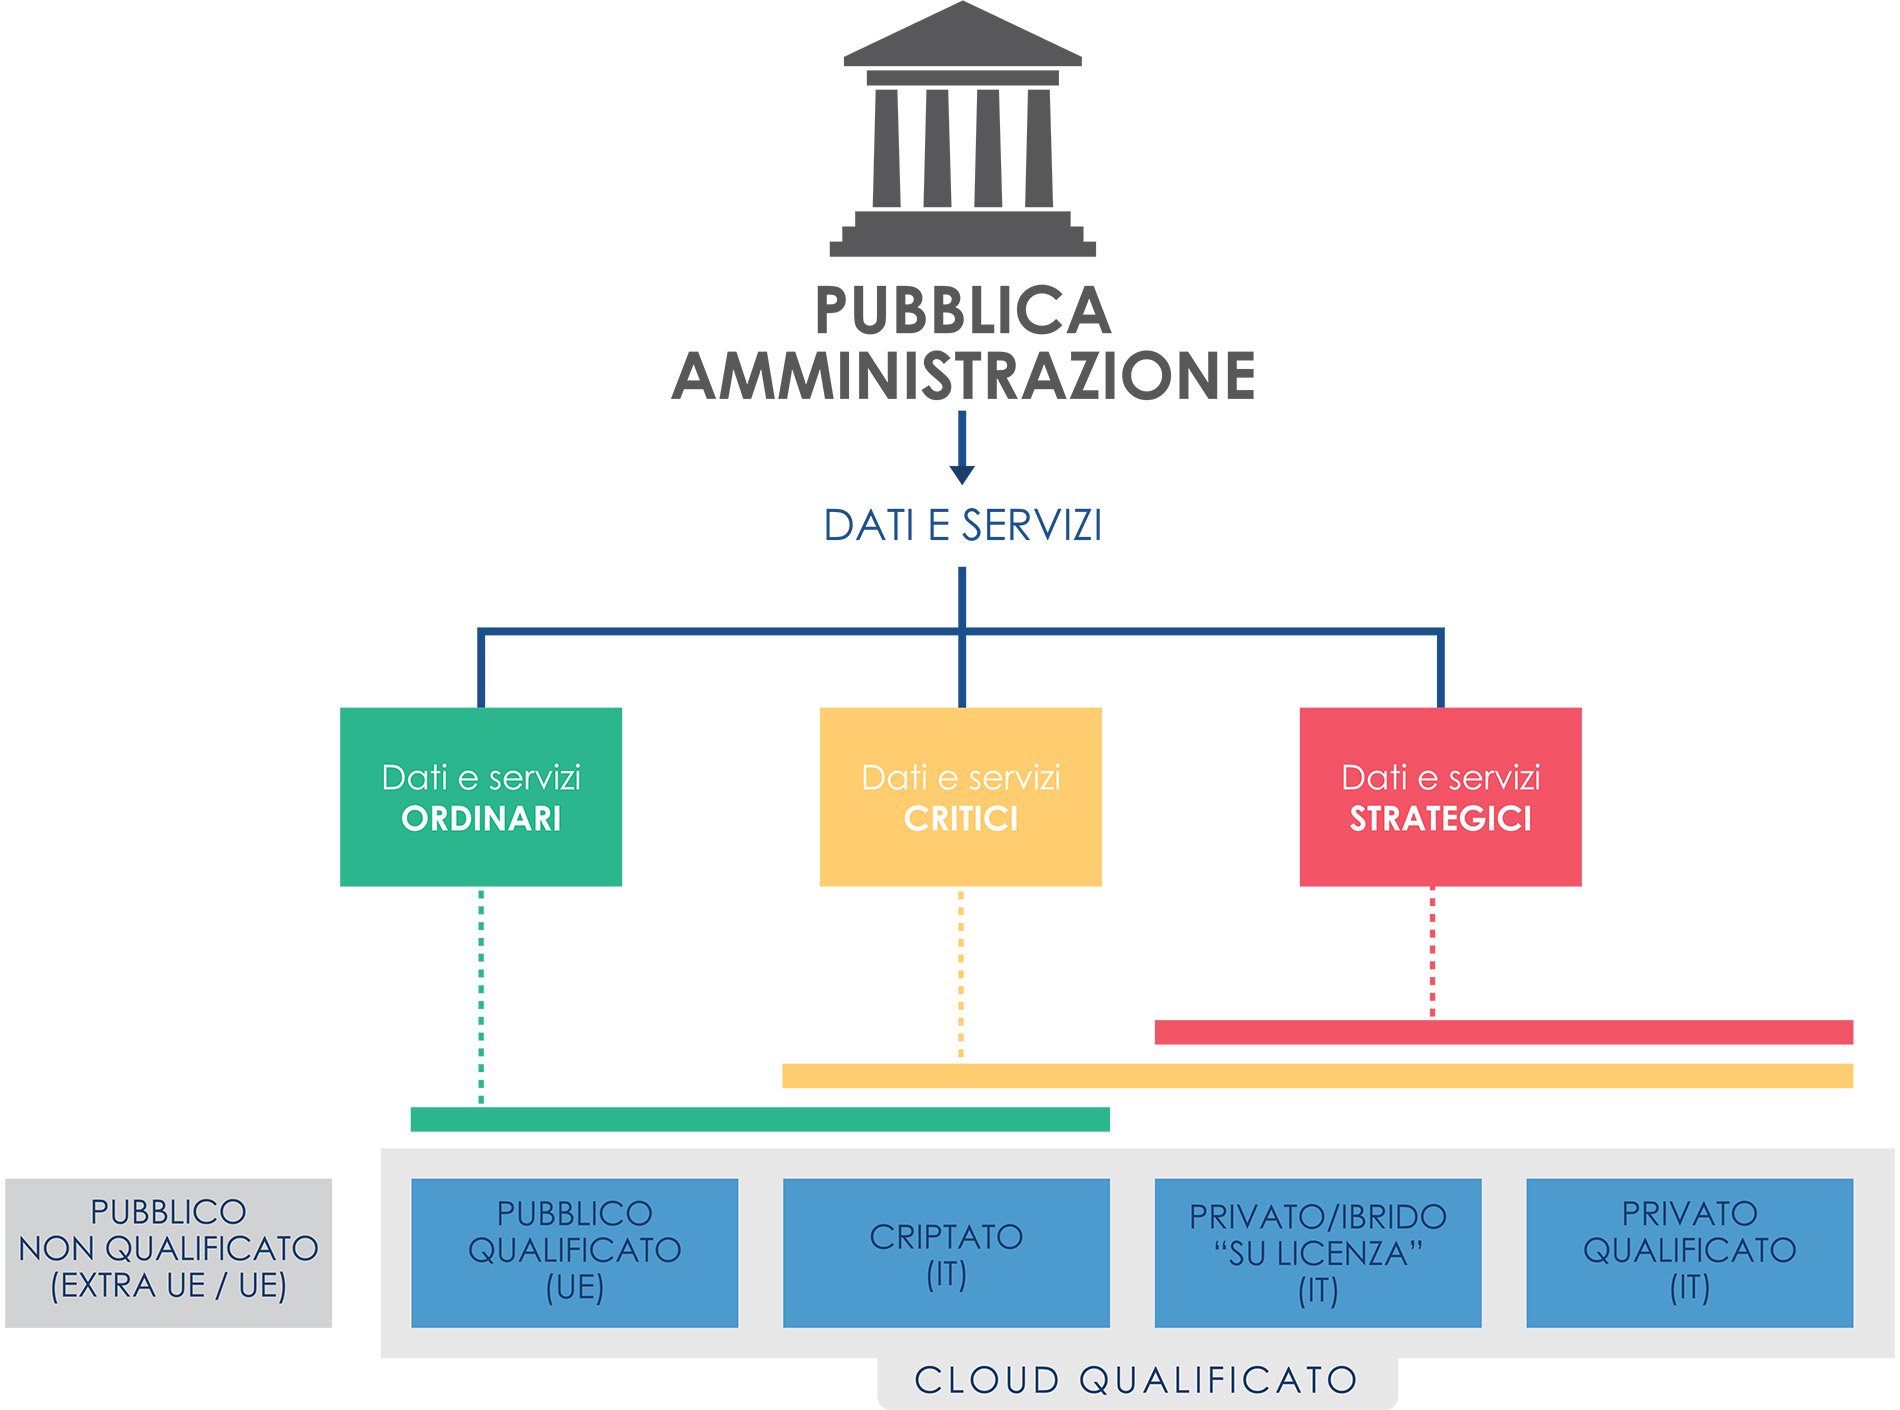 PUBBLICA
AMMINISTRAZIONE
DATI E SERVIZI
Dati e servizi
ORDINARI
Dati e servizi
CRITICI
Dati e servizi
STRATEGICI
PUBBLICO
NON QUALIFICATO
(EXTRA UE / UE)
PUBBLICO
QUALIFICATO
(UE)
CRIPTATO
(IT)
PRIVATO/IBRIDO
“SU LICENZA”
(IT)
PRIVATO
QUALIFICATO
(IT)
CLOUD QUALIFICATO